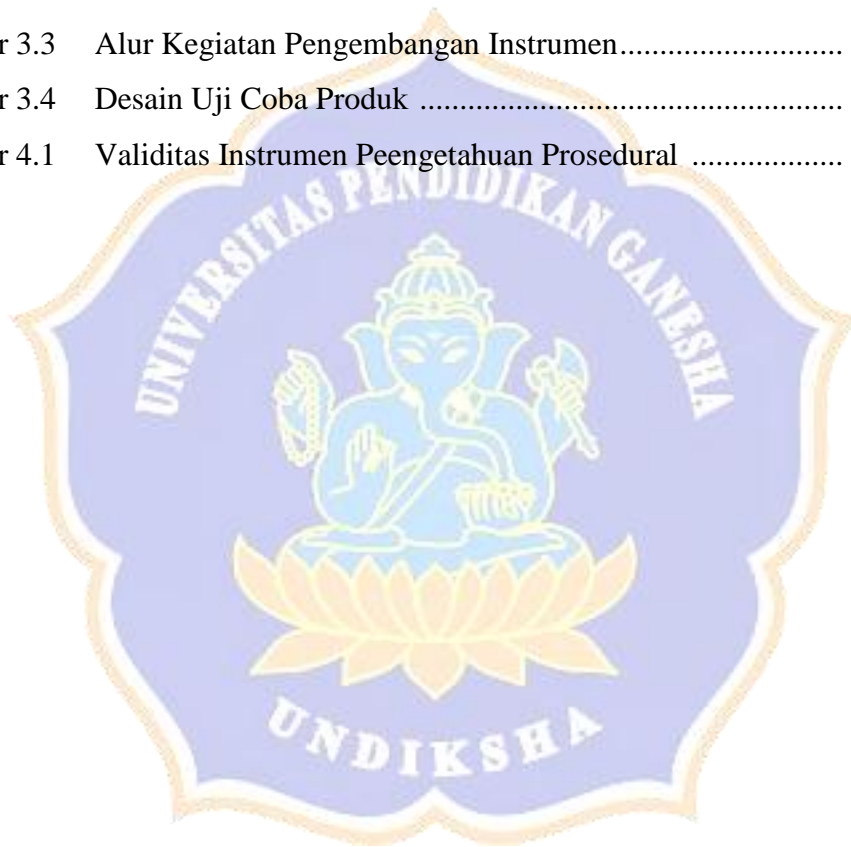 r 3.3 Alur Kegiatan Pengembangan Instrumen............................
r 3.4 Desain Uji Coba Produk .....................................................
r 4.1 Validitas Instrumen Peengetahuan Prosedural ...................
UNIVERSITAS PENDIDIKAN GANESHA
UNDIKSHA